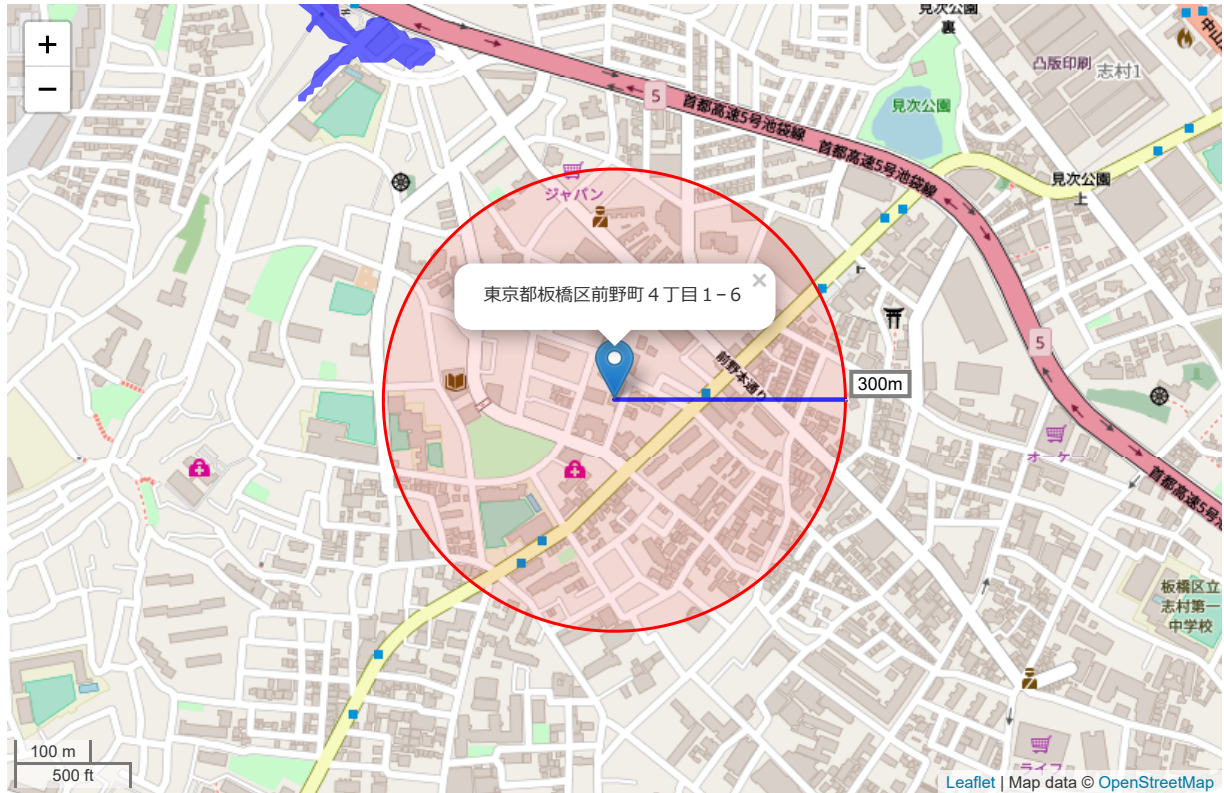 見次公園
裏
中山
+
−
凸版印刷
志村1
5
首都高速5号池袋線
見次公園
首都高速5号池袋線
見次公園
上
ジャパン
東京都板橋区前野町４丁目１−６
×
5
前野本通り
300m
オーケー
首都高速5号池
板橋区立
志村第一
中学校
ライフ
100 m
500 ft
Leaflet | Map data © OpenStreetMap